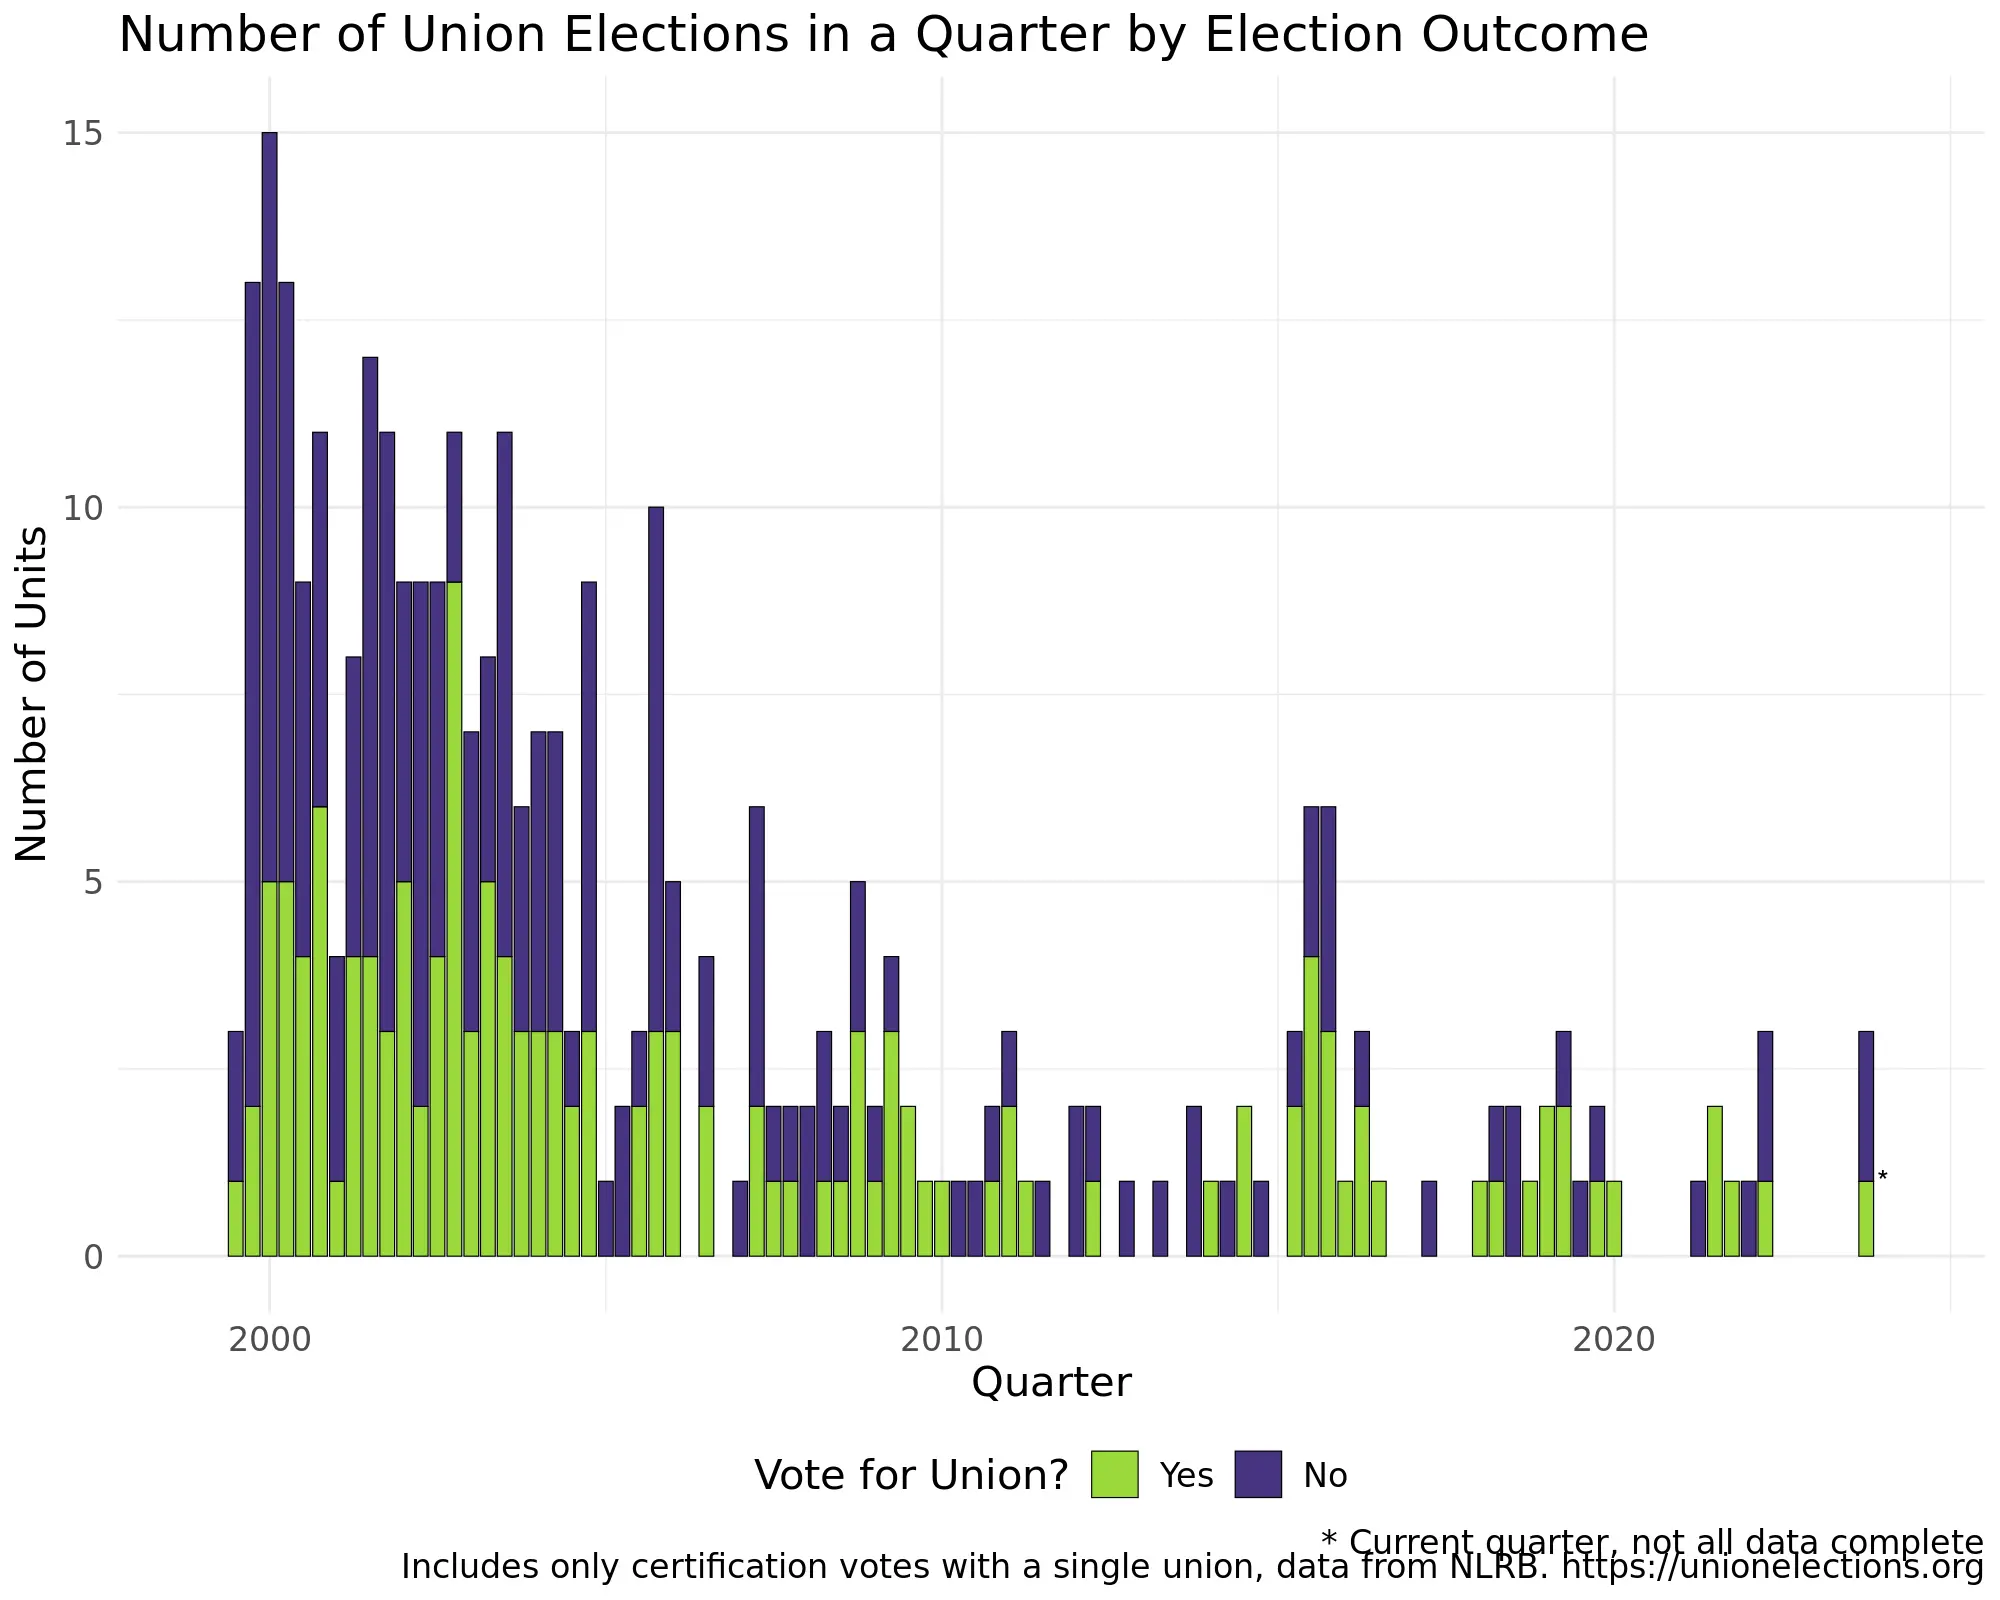 Number of Union Elections in a Quarter by Election Outcome
15
10
5
0
Number of Units
*
2000 2010 2020
Quarter
Vote for Union? Yes No
* Current quarter, not all data complete
Includes only certification votes with a single union, data from NLRB. https://unionelections.org